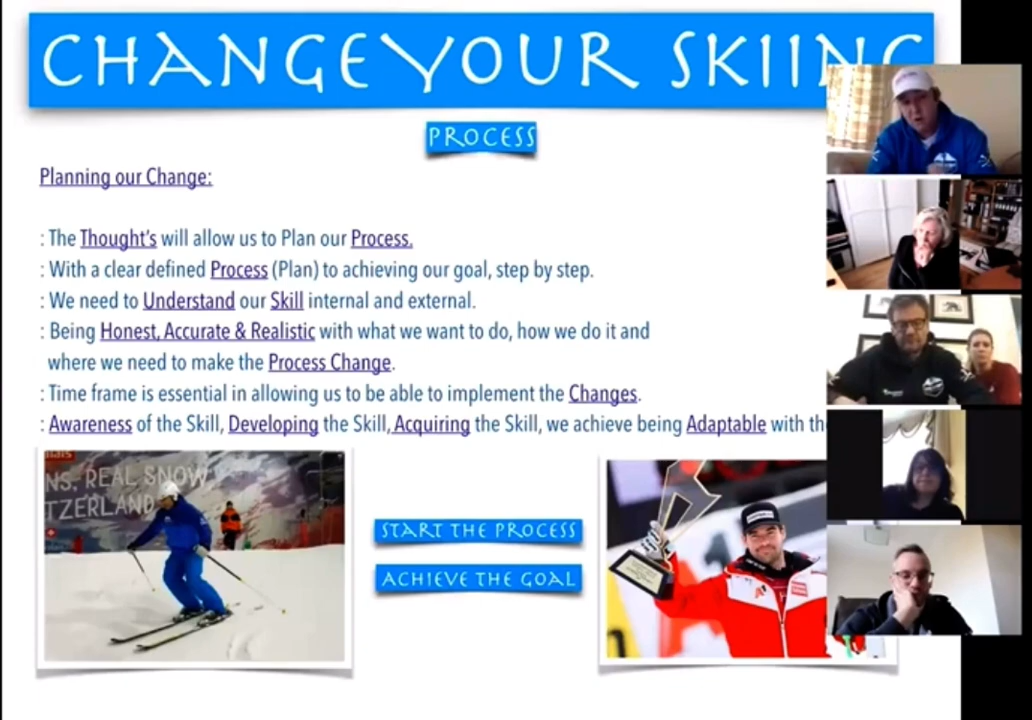 CHANGE YOUR SKIING
PROCESS
Planning our Change:
: The Thought's will allow us to Plan our Process.
: With a clear defined Process (Plan) to achieving our goal, step by step.
: We need to Understand our Skill internal and external.
: Being Honest, Accurate & Realistic with what we want to do, how we do it and
where we need to make the Process Change.
: Time frame is essential in allowing us to be able to implement the Changes.
: Awareness of the Skill, Developing the Skill, Acquiring the Skill, we achieve being Adaptable with
NS, REAL SNOW
TZERLAND
START THE PROCESS
ACHIEVE THE GOAL